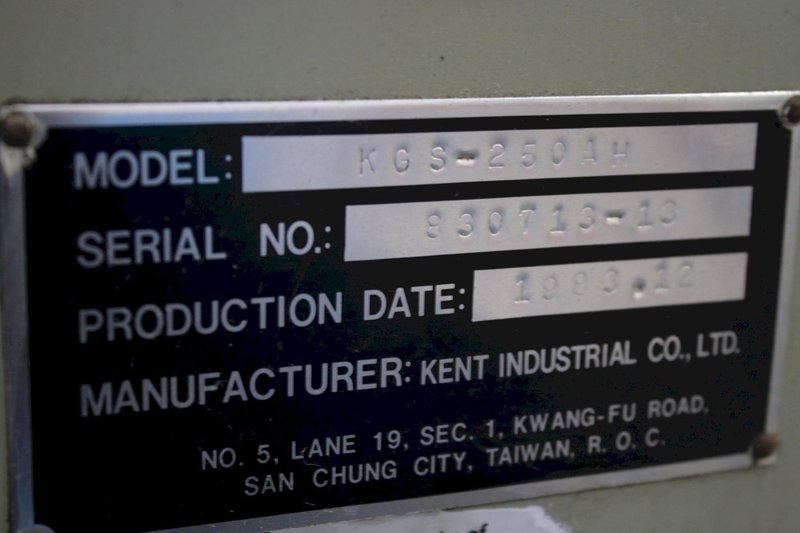 MODEL: KGS-250AH
SERIAL NO.: 830713-13
PRODUCTION DATE: 1983.12
MANUFACTURER: KENT INDUSTRIAL CO., LTD.
NO. 5, LANE 19, SEC. 1, KWANG-FU ROAD,
SAN CHUNG CITY, TAIWAN, R. O. C.